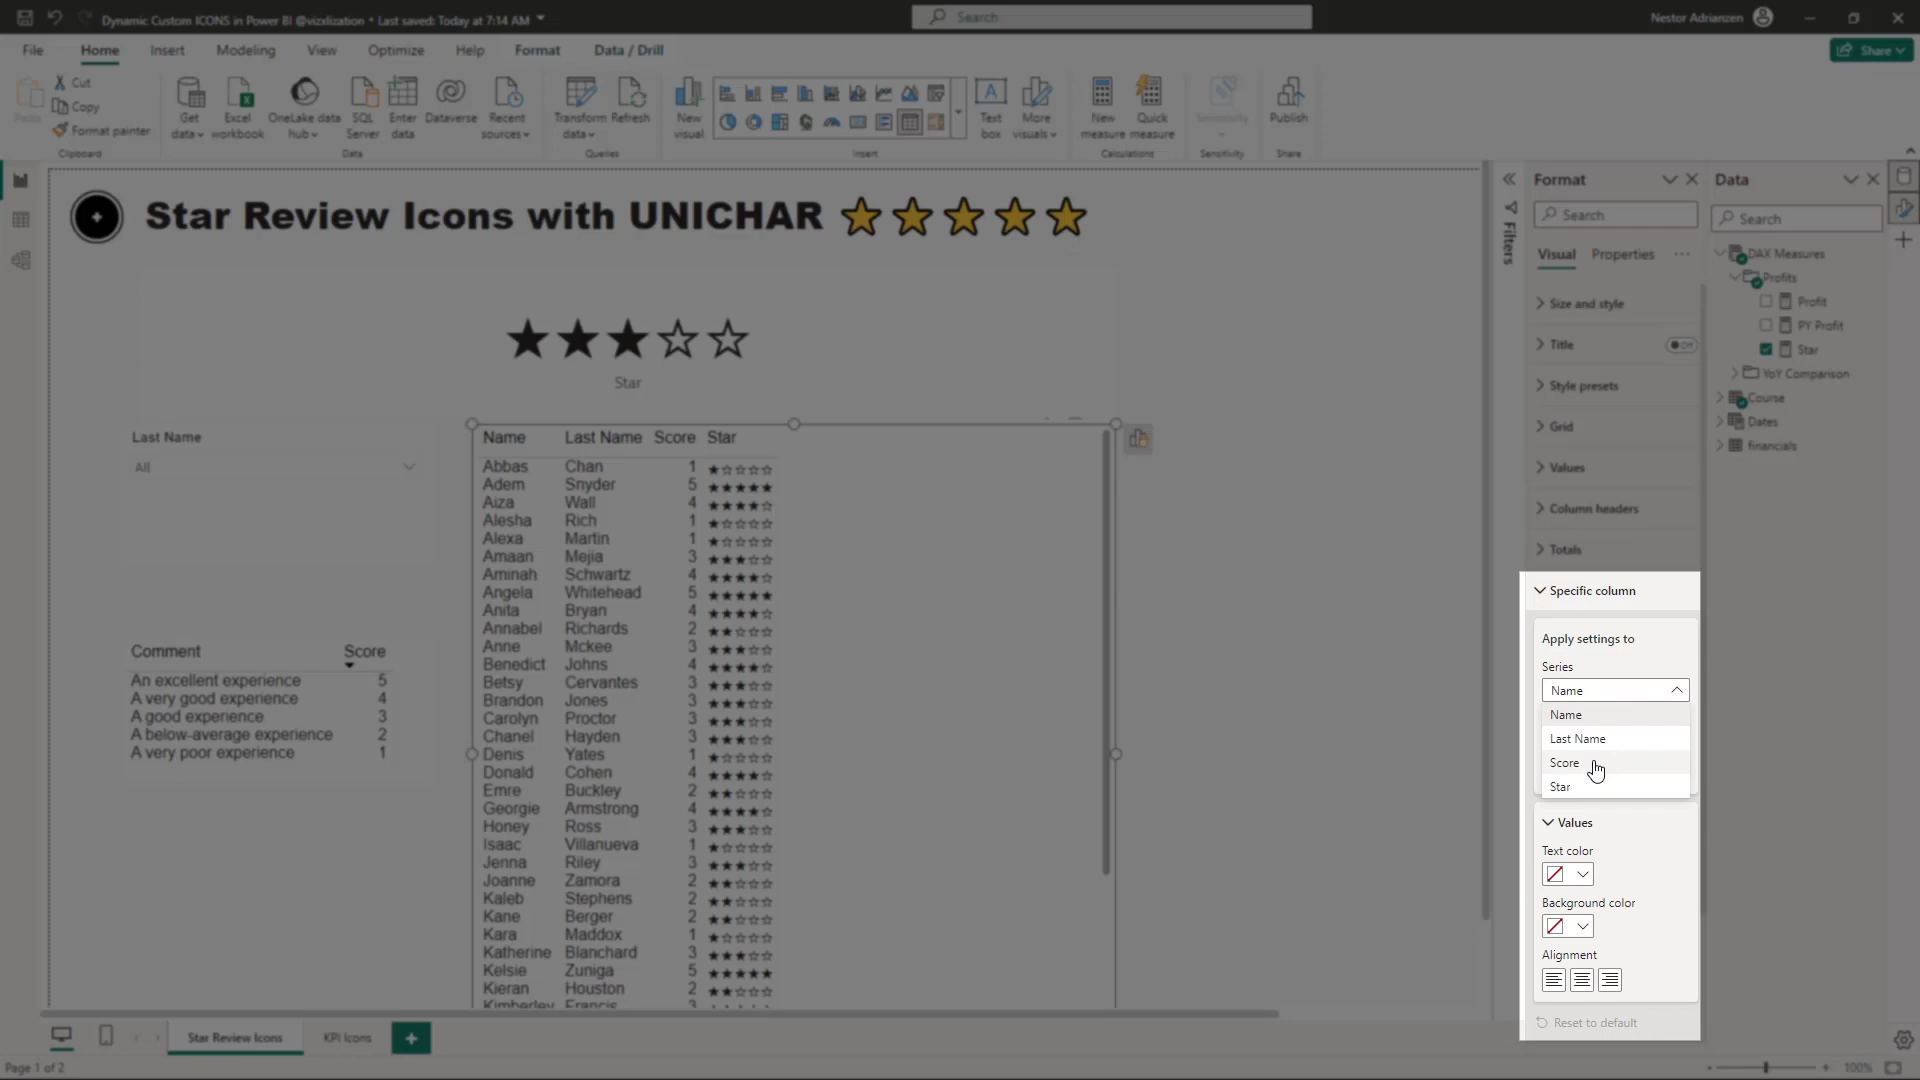 Dynamic Custom ICONS in Power BI @vizxlization • Last saved: Today at 7:14 AM
Search
Nestor Adrianzen
File
Home
Insert
Modeling
View
Optimize
Help
Format
Data / Drill
Share
Paste
Cut
Copy
Format painter
Clipboard
Get data
Excel workbook
OneLake data hub
SQL Server
Enter data
Dataverse
Recent sources
Data
Transform data
Refresh
Queries
New visual
Text box
More visuals
Insert
New measure
Quick measure
Calculations
Sensitivity
Sensitivity
Publish
Share
Star Review Icons with UNICHAR
★★★☆☆
Star
Last Name
All
Comment Score
An excellent experience 5
A very good experience 4
A good experience 3
A below-average experience 2
A very poor experience 1
Name Last Name Score Star
Abbas Chan 1 ★☆☆☆☆
Adem Snyder 5 ★★★★★
Aiza Wall 4 ★★★★☆
Alesha Rich 1 ★☆☆☆☆
Alexa Martin 1 ★☆☆☆☆
Amaan Mejia 3 ★★★☆☆
Aminah Schwartz 4 ★★★★☆
Angela Whitehead 5 ★★★★★
Anita Bryan 4 ★★★★☆
Annabel Richards 2 ★★☆☆☆
Anne Mckee 3 ★★★☆☆
Benedict Johns 4 ★★★★☆
Betsy Cervantes 3 ★★★☆☆
Brandon Jones 3 ★★★☆☆
Carolyn Proctor 3 ★★★☆☆
Chanel Hayden 3 ★★★☆☆
Denis Yates 1 ★☆☆☆☆
Donald Cohen 4 ★★★★☆
Emre Buckley 2 ★★☆☆☆
Georgie Armstrong 4 ★★★★☆
Honey Ross 3 ★★★☆☆
Isaac Villanueva 1 ★☆☆☆☆
Jenna Riley 3 ★★★☆☆
Joanne Zamora 2 ★★☆☆☆
Kaleb Stephens 2 ★★☆☆☆
Kane Berger 2 ★★☆☆☆
Kara Maddox 1 ★☆☆☆☆
Katherine Blanchard 3 ★★★☆☆
Kelsie Zuniga 5 ★★★★★
Kieran Houston 2 ★★☆☆☆
Kimberley Francis 3
Filters
Format
Search
Visual
Properties
Size and style
Title
Off
Style presets
Grid
Values
Column headers
Totals
Specific column
Apply settings to
Series
Name
Name
Last Name
Score
Star
Values
Text color
Background color
Alignment
Reset to default
Data
Search
DAX Measures
Profits
Profit
PY Profit
Star
YoY Comparison
Course
Dates
financials
Star Review Icons
KPI Icons
Page 1 of 2
100%